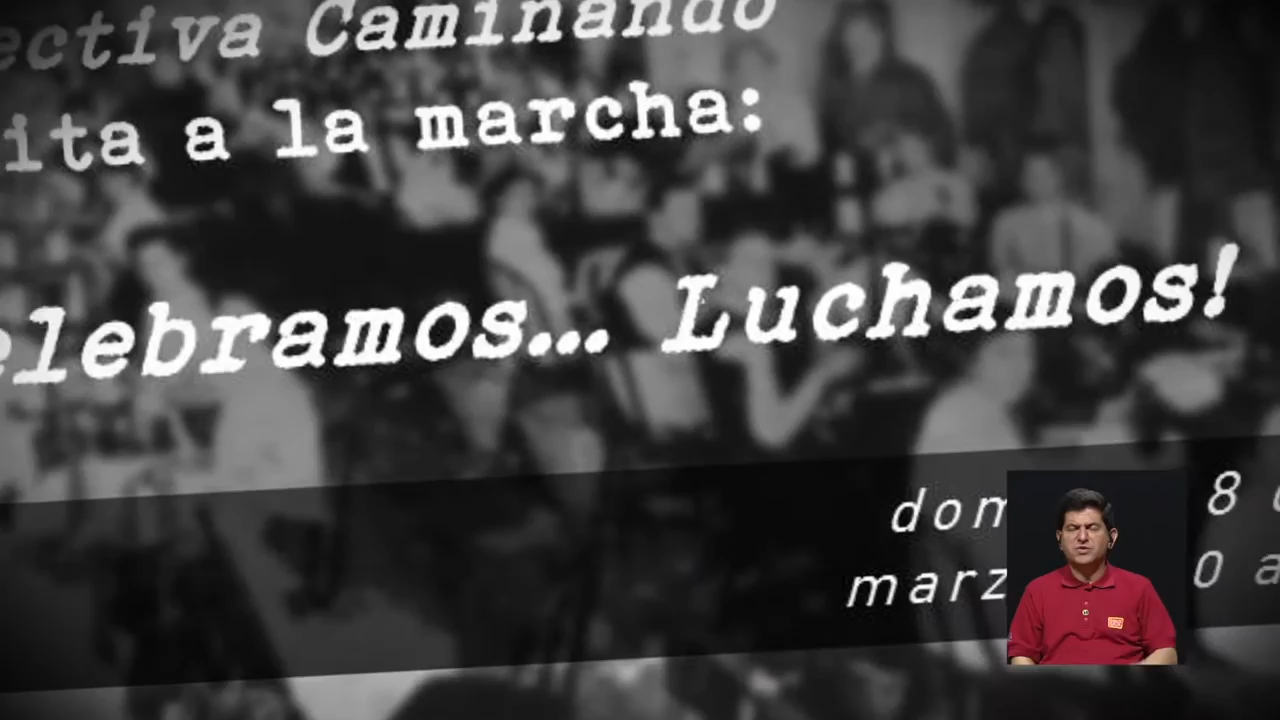 ectiva Caminando
ita a la marcha:
elebramos... Luchamos!
dom 8
marz 0 a